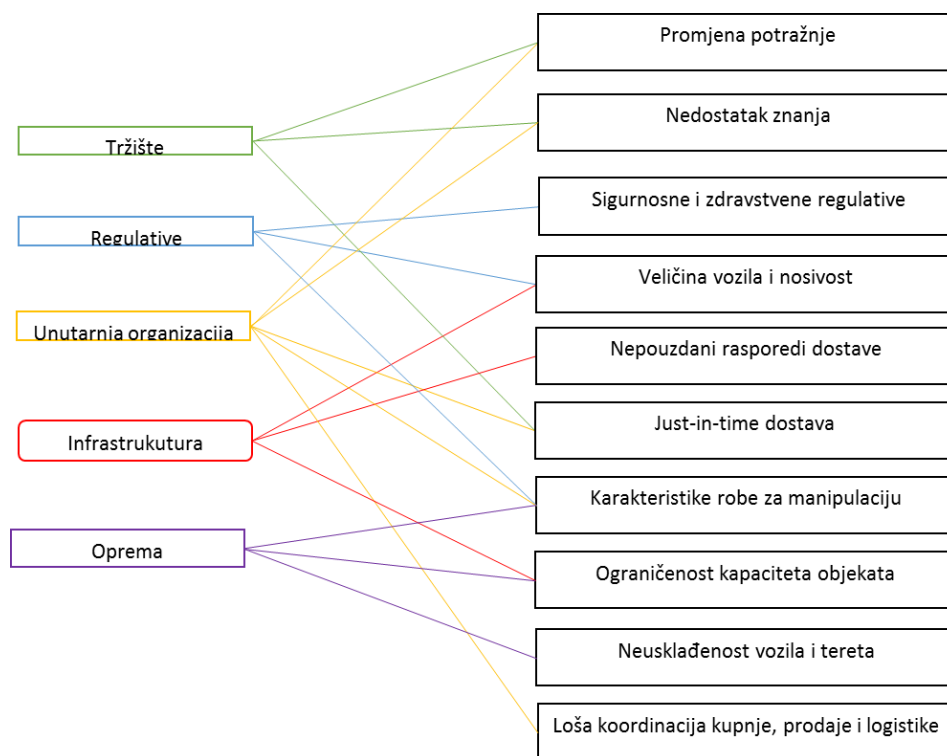 Tržište
Regulative
Unutarnja organizacija
Infrastrukutura
Oprema
Promjena potražnje
Nedostatak znanja
Sigurnosne i zdravstvene regulative
Veličina vozila i nosivost
Nepouzdani rasporedi dostave
Just-in-time dostava
Karakteristike robe za manipulaciju
Ograničenost kapaciteta objekata
Neusklađenost vozila i tereta
Loša koordinacija kupnje, prodaje i logistike